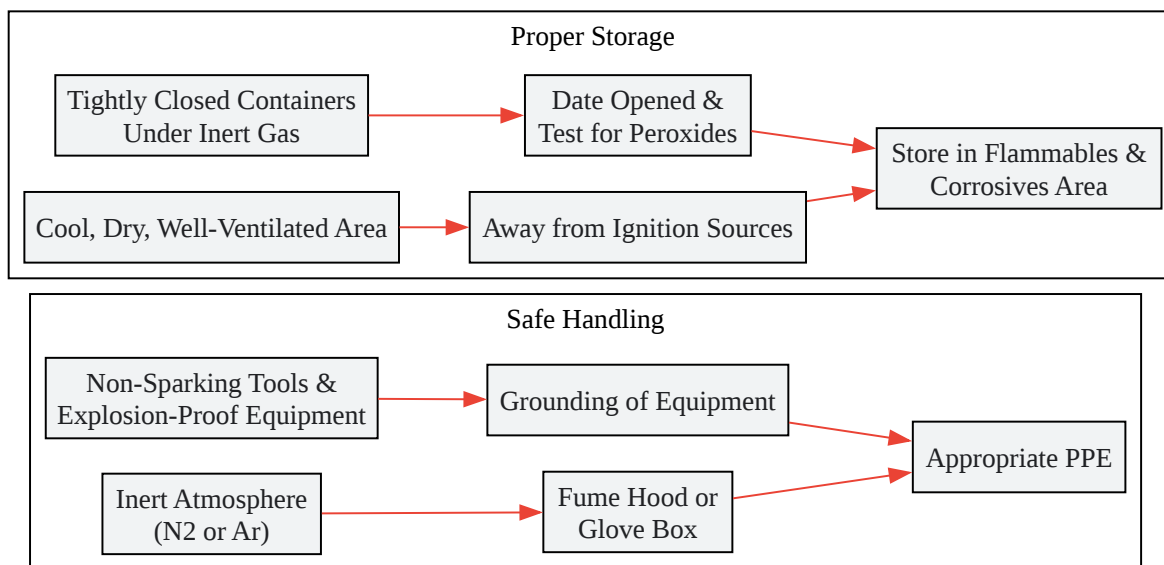 Proper Storage
Tightly Closed Containers
Under Inert Gas
Date Opened &
Test for Peroxides
Store in Flammables &
Corrosives Area
Cool, Dry, Well-Ventilated Area
Away from Ignition Sources
Safe Handling
Non-Sparking Tools &
Explosion-Proof Equipment
Grounding of Equipment
Appropriate PPE
Inert Atmosphere
(N2 or Ar)
Fume Hood or
Glove Box